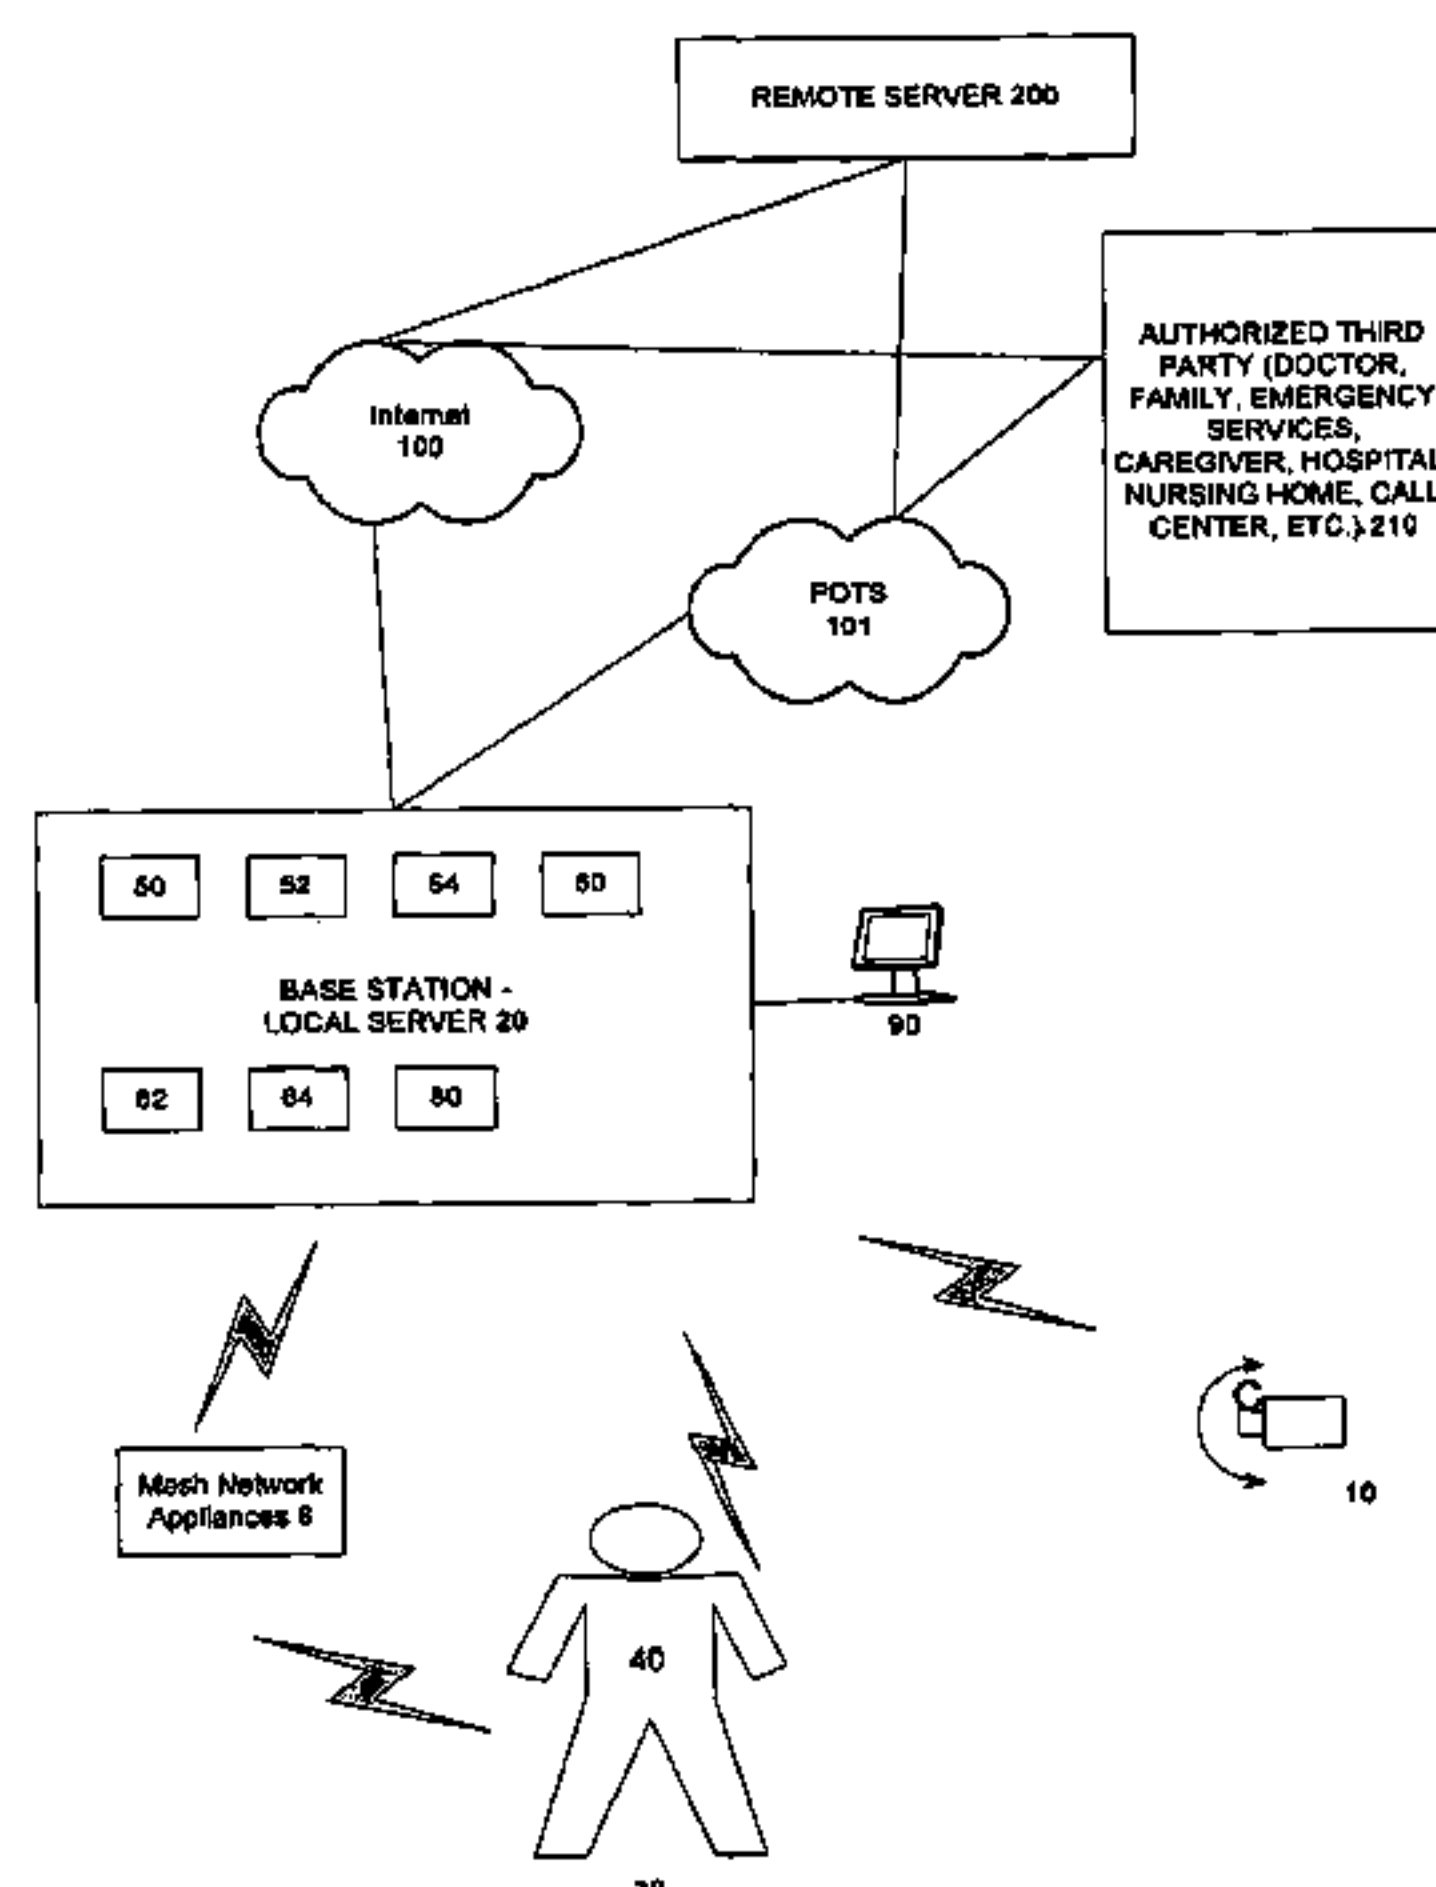 REMOTE SERVER 200
AUTHORIZED THIRD
PARTY (DOCTOR,
FAMILY, EMERGENCY
SERVICES,
CAREGIVER, HOSPITAL
NURSING HOME, CALL
CENTER, ETC.) 210
Internet
100
POTS
101
50 52 54 60
BASE STATION -
LOCAL SERVER 20
90
62 64 80
Mesh Network
Appliances 8
10
40